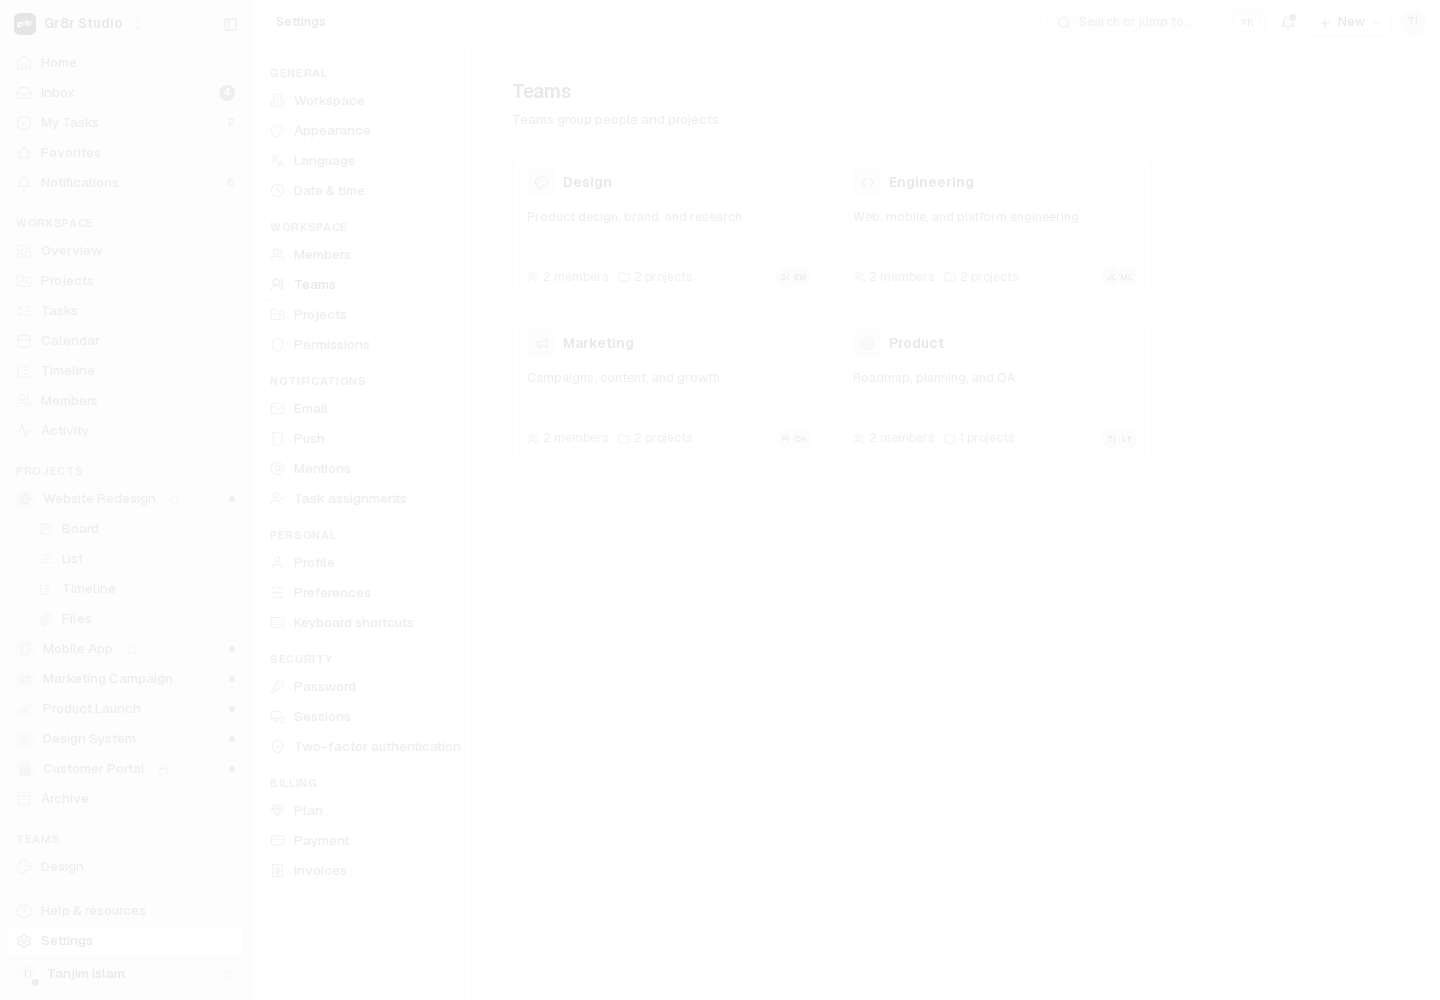 Gr8r Studio
Home
Inbox 4
My Tasks 2
Favorites
Notifications 6
WORKSPACE
Overview
Projects
Tasks
Calendar
Timeline
Members
Activity
PROJECTS
Website Redesign
Board
List
Timeline
Files
Mobile App
Marketing Campaign
Product Launch
Design System
Customer Portal
Archive
TEAMS
Design
Help & resources
Settings
TI Tanjim Islam
Settings
Search or jump to... ⌘K
New
TI
GENERAL
Workspace
Appearance
Language
Date & time
WORKSPACE
Members
Teams
Projects
Permissions
NOTIFICATIONS
Email
Push
Mentions
Task assignments
PERSONAL
Profile
Preferences
Keyboard shortcuts
SECURITY
Password
Sessions
Two-factor authentication
BILLING
Plan
Payment
Invoices
Teams
Teams group people and projects.
Design
Product design, brand, and research
2 members 2 projects EW
Engineering
Web, mobile, and platform engineering
2 members 2 projects ML
Marketing
Campaigns, content, and growth
2 members 2 projects OA
Product
Roadmap, planning, and QA
2 members 1 projects TI LF